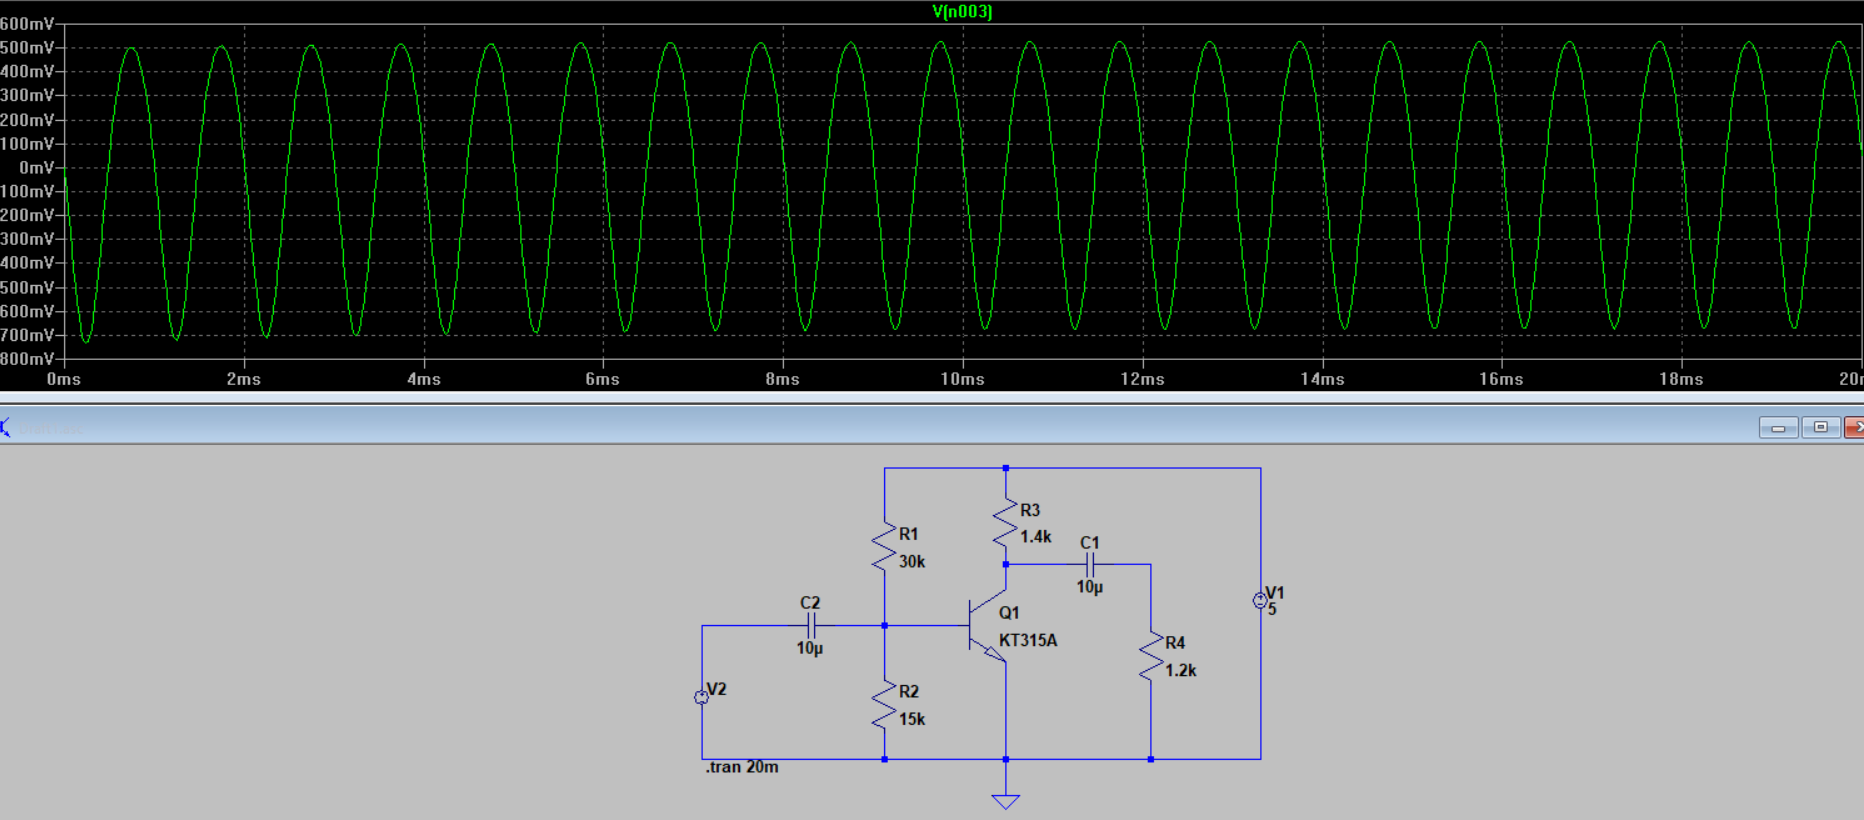 V(n003)
600mV
500mV
400mV
300mV
200mV
100mV
0mV
100mV
200mV
300mV
400mV
500mV
600mV
700mV
800mV
0ms 2ms 4ms 6ms 8ms 10ms 12ms 14ms 16ms 18ms 20m
R3
1.4k
R1
30k
C1
10µ
V1
5
C2
10µ
Q1
KT315A
R4
1.2k
V2
R2
15k
.tran 20m